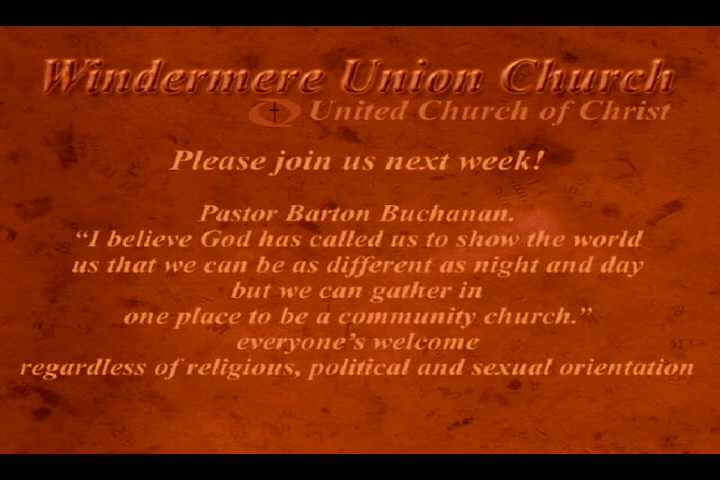 Windermere Union Church
United Church of Christ
Please join us next week!
Pastor Barton Buchanan.
“I believe God has called us to show the world
us that we can be as different as night and day
but we can gather in
one place to be a community church.”
everyone's welcome
regardless of religious, political and sexual orientation